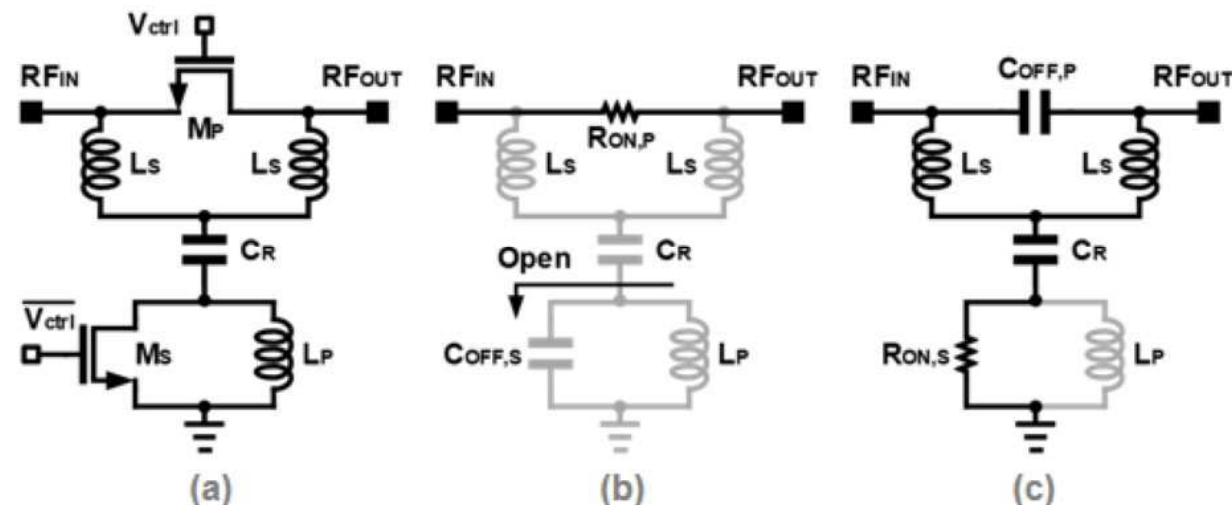 Vctrl
RFIN RFOUT
MP
LS LS
CR
Vctrl
MS
LP
(a)
RFIN RFOUT
RON,P
LS LS
CR
Open
COFF,S
LP
(b)
COFF,P
RFIN RFOUT
LS LS
CR
RON,S
LP
(c)